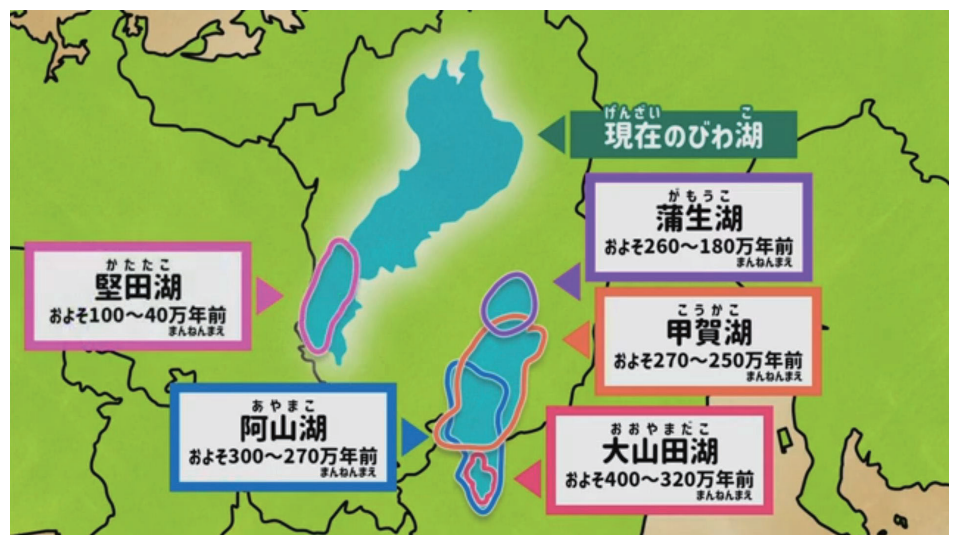 げんざい こ
現在のびわ湖
がもうこ
蒲生湖
およそ260〜180万年前
まんねんまえ
かたたこ
堅田湖
およそ100〜40万年前
まんねんまえ
こうかこ
甲賀湖
およそ270〜250万年前
まんねんまえ
あやまこ
阿山湖
およそ300〜270万年前
まんねんまえ
おおやまだこ
大山田湖
およそ400〜320万年前
まんねんまえ